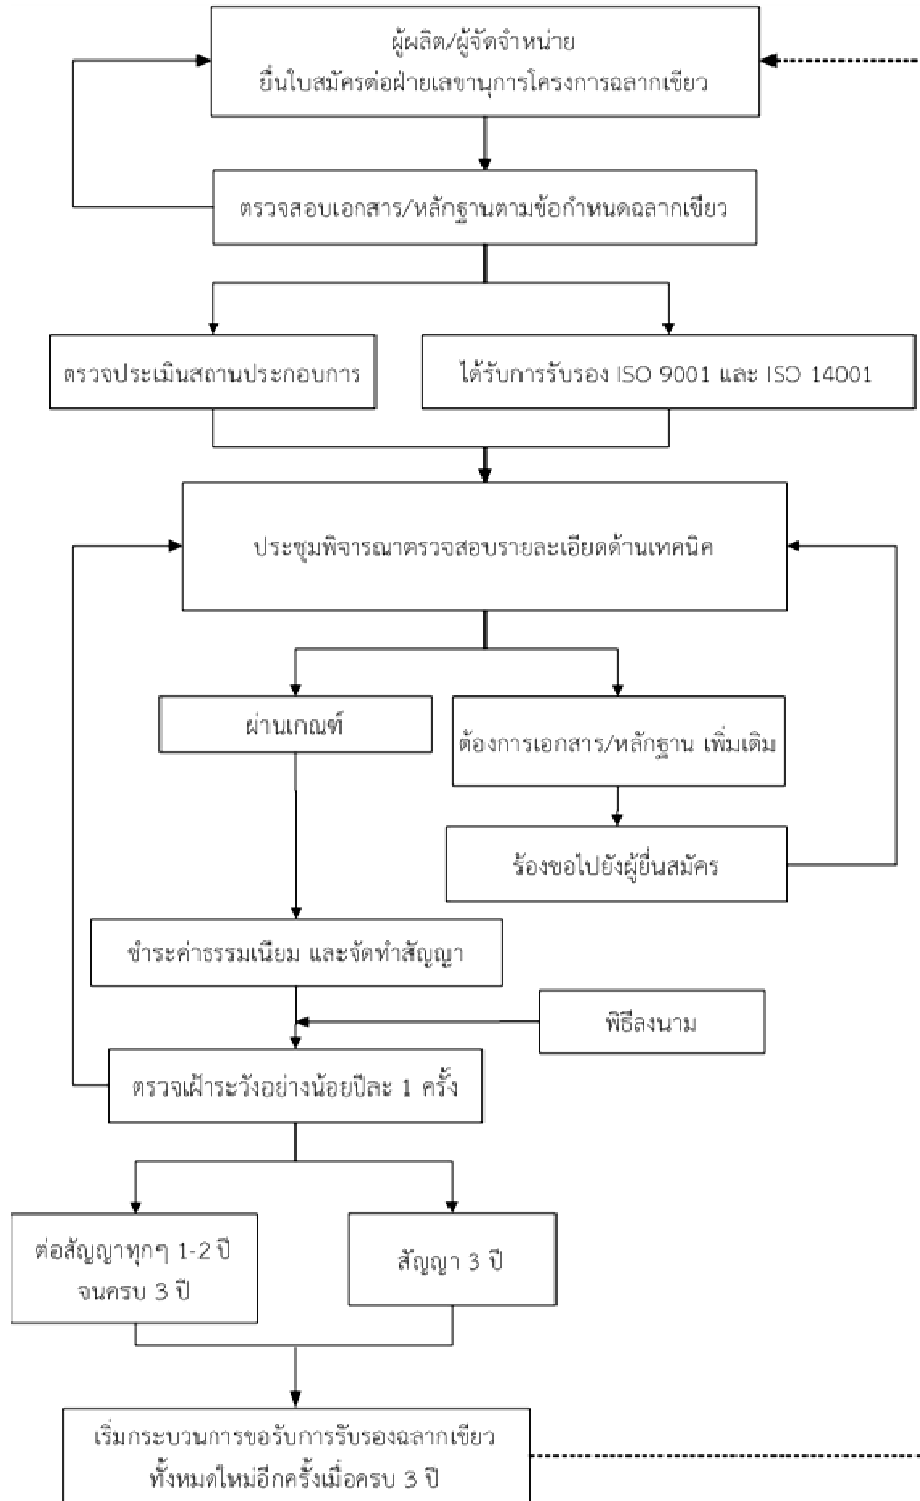 ผู้ผลิต/ผู้จัดจำหน่าย
ยื่นใบสมัครต่อฝ่ายเลขานุการโครงการฉลากเขียว
ตรวจสอบเอกสาร/หลักฐานตามข้อกำหนดฉลากเขียว
ตรวจประเมินสถานประกอบการ
ได้รับการรับรอง ISO 9001 และ ISO 14001
ประชุมพิจารณาตรวจสอบรายละเอียดด้านเทคนิค
ผ่านเกณฑ์
ต้องการเอกสาร/หลักฐาน เพิ่มเติม
ร้องขอไปยังผู้ยื่นสมัคร
ชำระค่าธรรมเนียม และจัดทำสัญญา
พิธีลงนาม
ตรวจเฝ้าระวังอย่างน้อยปีละ 1 ครั้ง
ต่อสัญญาทุกๆ 1-2 ปี
จนครบ 3 ปี
สัญญา 3 ปี
เริ่มกระบวนการขอรับการรับรองฉลากเขียว
ทั้งหมดใหม่อีกครั้งเมื่อครบ 3 ปี